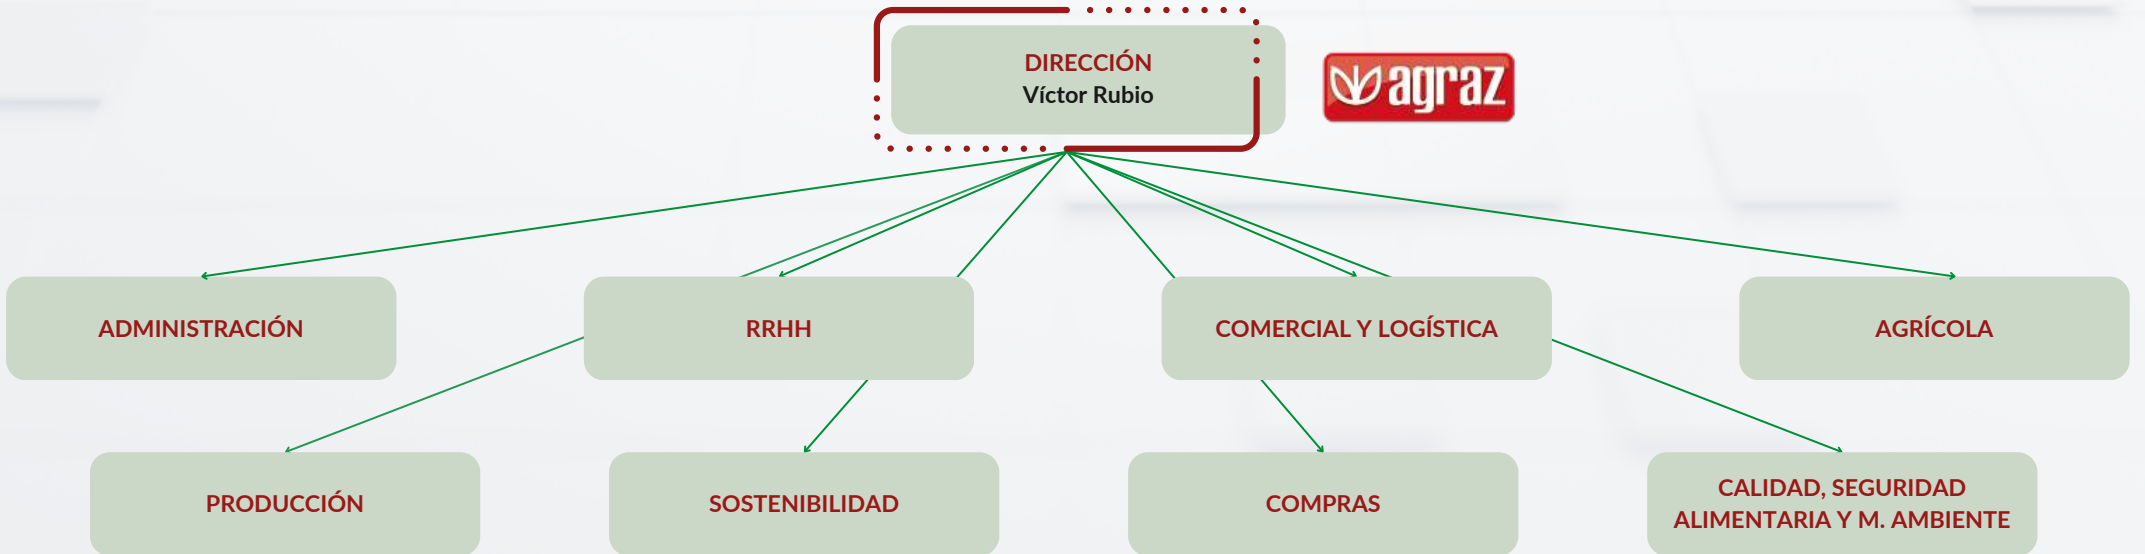 DIRECCIÓN
Víctor Rubio
agraz
ADMINISTRACIÓN
RRHH
COMERCIAL Y LOGÍSTICA
AGRÍCOLA
PRODUCCIÓN
SOSTENIBILIDAD
COMPRAS
CALIDAD, SEGURIDAD
ALIMENTARIA Y M. AMBIENTE